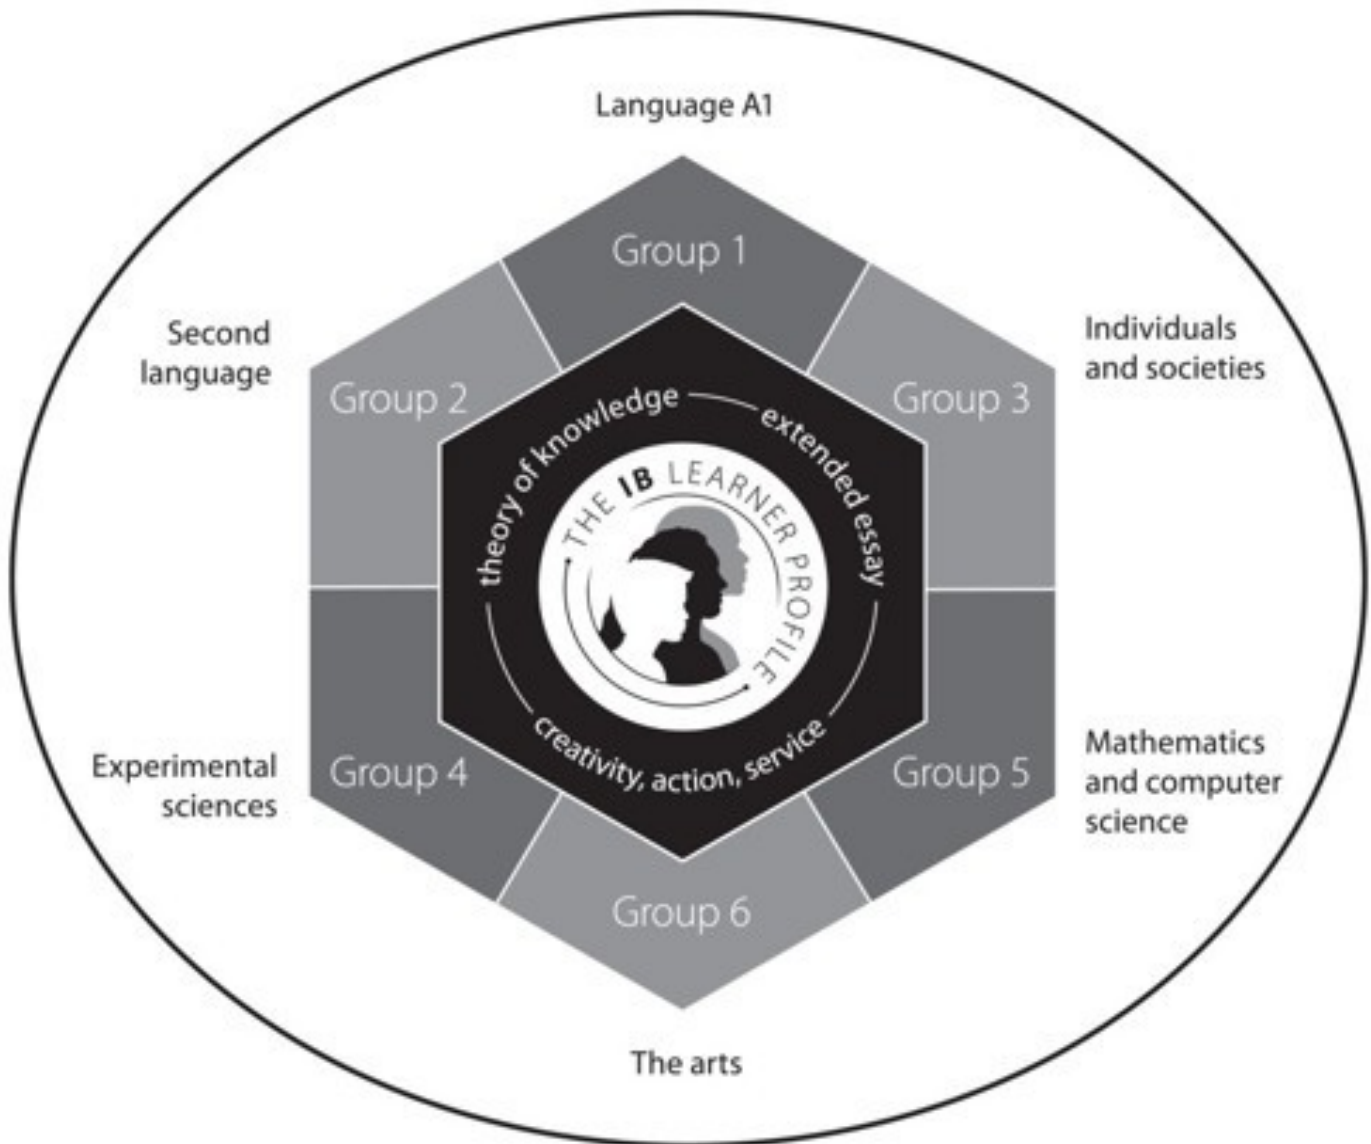 Language A1
Group 1
Second
language
Group 2
Individuals
and societies
Group 3
theory of knowledge
extended essay
THE IB LEARNER PROFILE
creativity, action, service
Experimental
sciences
Group 4
Group 5
Mathematics
and computer
science
Group 6
The arts